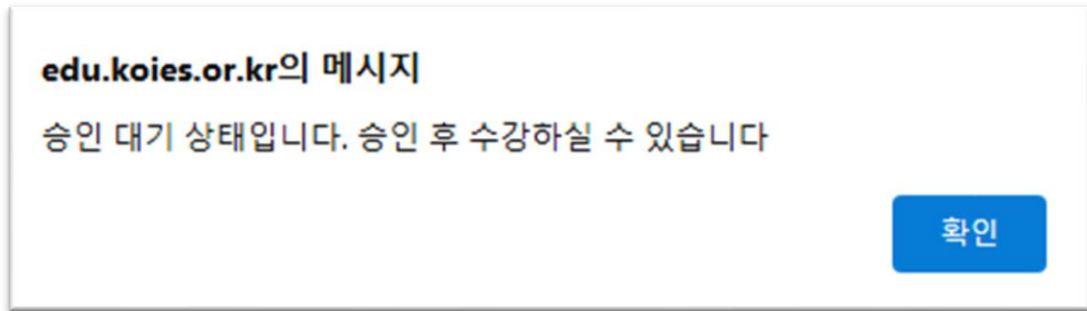 edu.koies.or.kr의 메시지
승인 대기 상태입니다. 승인 후 수강하실 수 있습니다
확인